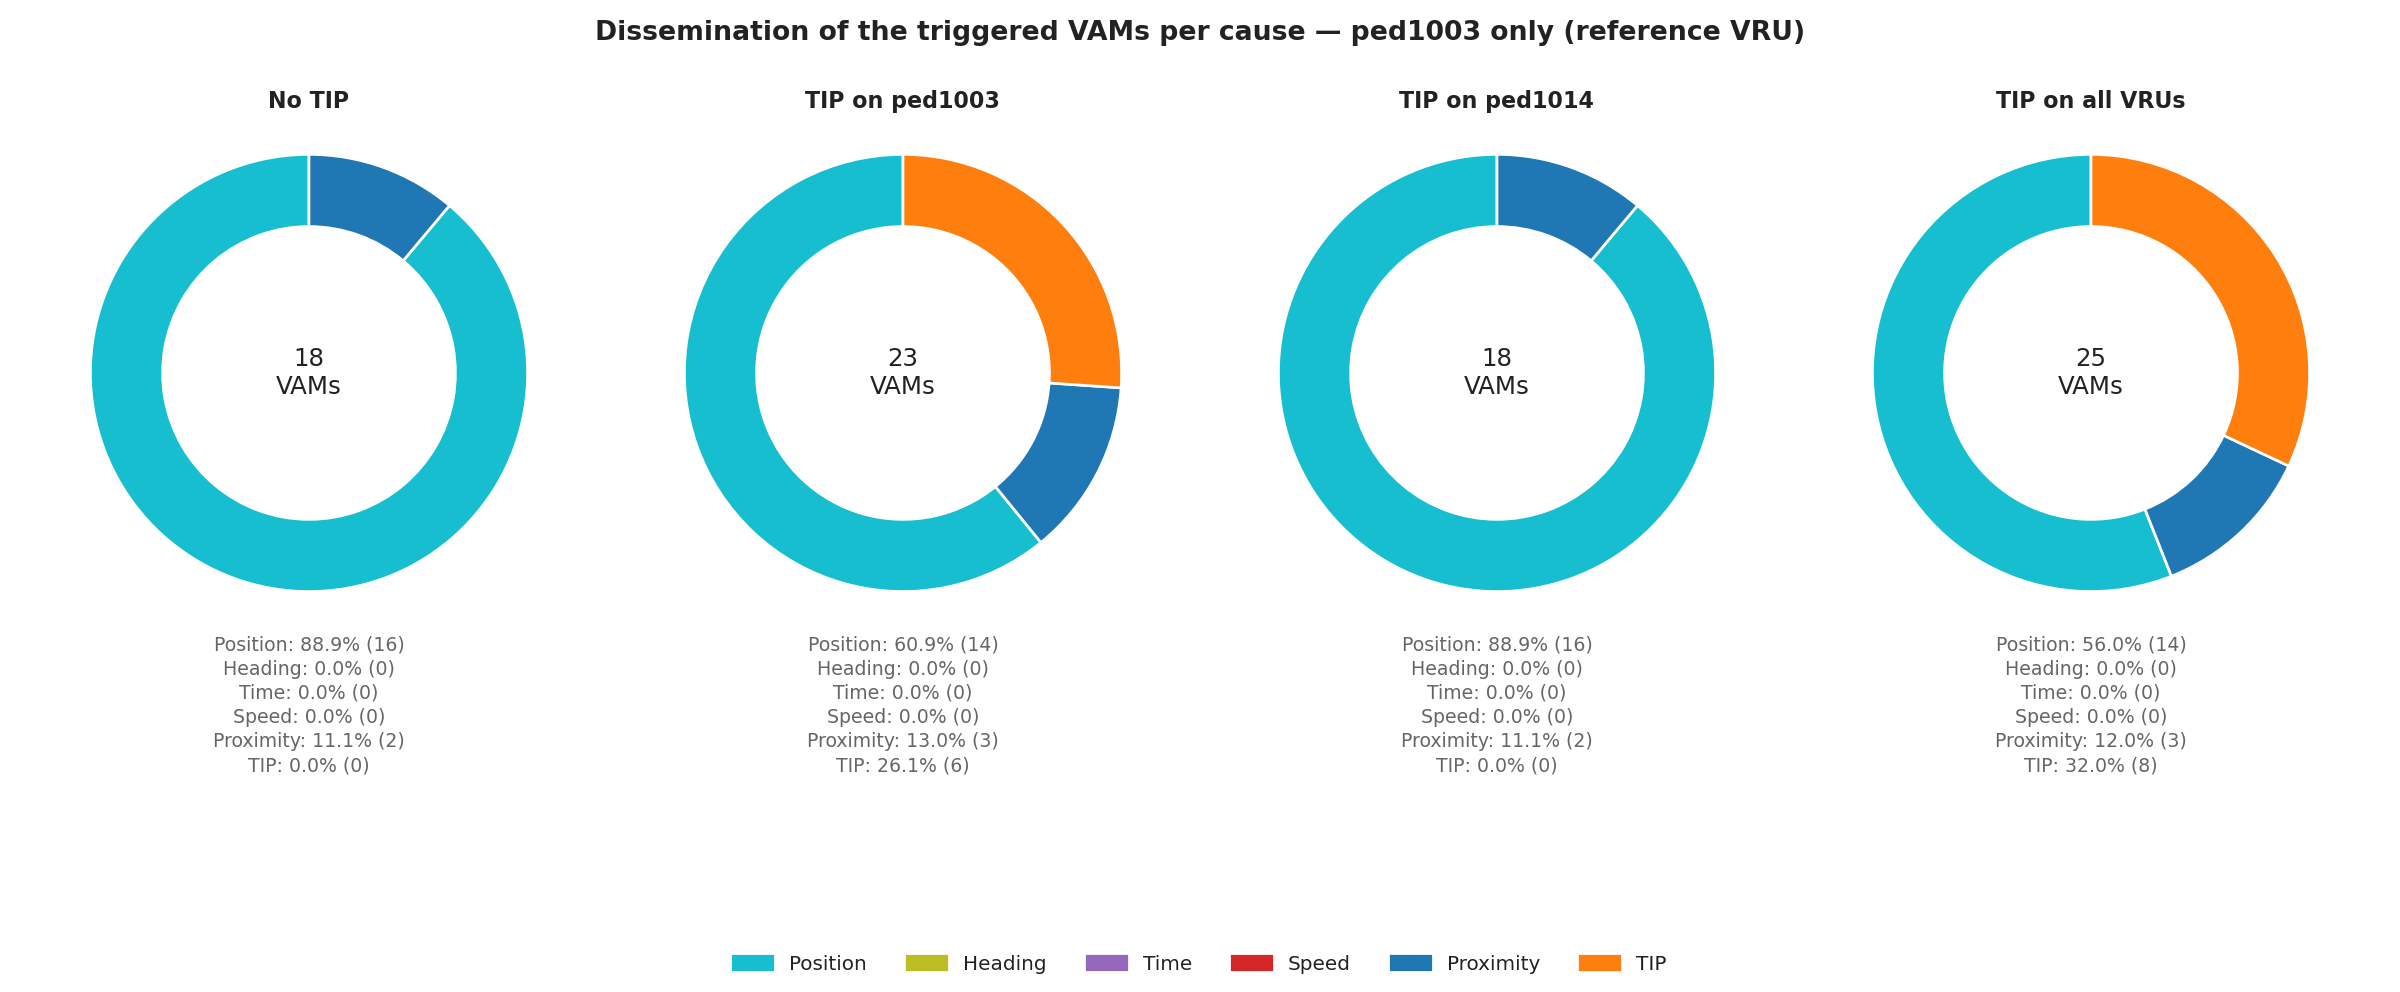 Dissemination of the triggered VAMs per cause — ped1003 only (reference VRU)
No TIP
18
VAMs
Position: 88.9% (16)
Heading: 0.0% (0)
Time: 0.0% (0)
Speed: 0.0% (0)
Proximity: 11.1% (2)
TIP: 0.0% (0)
TIP on ped1003
23
VAMs
Position: 60.9% (14)
Heading: 0.0% (0)
Time: 0.0% (0)
Speed: 0.0% (0)
Proximity: 13.0% (3)
TIP: 26.1% (6)
TIP on ped1014
18
VAMs
Position: 88.9% (16)
Heading: 0.0% (0)
Time: 0.0% (0)
Speed: 0.0% (0)
Proximity: 11.1% (2)
TIP: 0.0% (0)
TIP on all VRUs
25
VAMs
Position: 56.0% (14)
Heading: 0.0% (0)
Time: 0.0% (0)
Speed: 0.0% (0)
Proximity: 12.0% (3)
TIP: 32.0% (8)
Position Heading Time Speed Proximity TIP